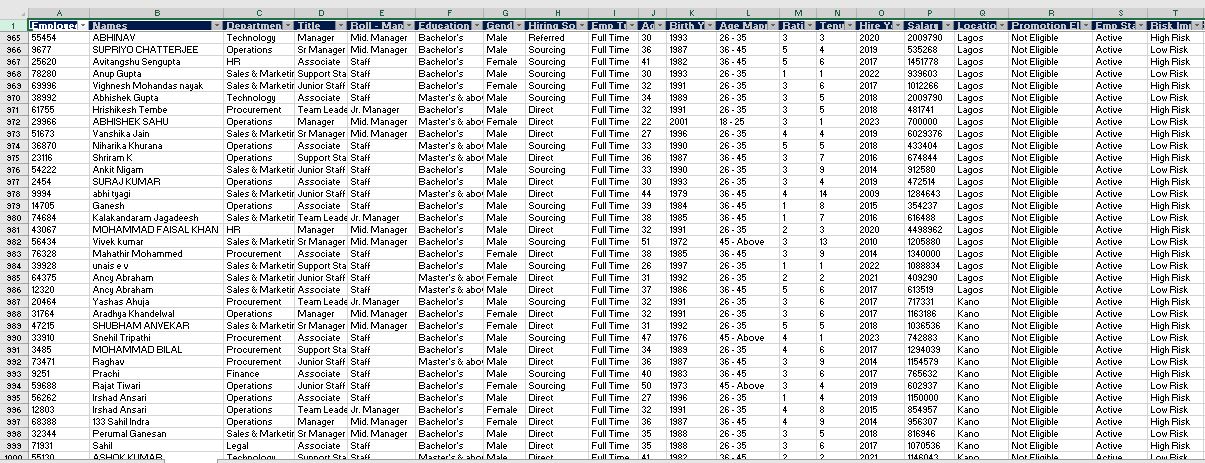 A B C D E F G H I J K L M N O P Q R S T
1 Employee Names Departmen Title Roll - Map Education Gend Hiring So Emp Ti Ag Birth Y Age Mapp Rati Tenu Hire Ye Salary Locatio Promotion Eli Emp Sta Risk Imp
965 55454 ABHINAV Technology Manager Mid. Manager Bachelor's Male Referred Full Time 30 1993 26 - 35 3 3 2020 2009790 Lagos Not Eligible Active High Risk
966 9677 SUPRIYO CHATTERJEE Operations Sr Manager Mid. Manager Bachelor's Male Sourcing Full Time 36 1987 36 - 45 5 4 2019 535268 Lagos Not Eligible Active Low Risk
967 25620 Avitangshu Sengupta HR Associate Staff Bachelor's Female Sourcing Full Time 41 1982 36 - 45 5 6 2017 1451778 Lagos Not Eligible Active High Risk
968 78280 Anup Gupta Sales & Marketin Support Sta Staff Bachelor's Male Sourcing Full Time 30 1993 26 - 35 1 1 2022 939603 Lagos Not Eligible Active Low Risk
969 69996 Vighnesh Mohandas nayak Sales & Marketin Junior Staff Staff Bachelor's Female Sourcing Full Time 32 1991 26 - 35 3 6 2017 1012266 Lagos Not Eligible Active High Risk
970 38992 Abhishek Gupta Technology Associate Staff Master's & abo Male Sourcing Full Time 34 1989 26 - 35 3 5 2018 2009790 Lagos Not Eligible Active Low Risk
971 61755 Hrishikesh Tembe Procurement Team Leade Jr. Manager Bachelor's Male Direct Full Time 32 1991 26 - 35 3 5 2018 481741 Lagos Not Eligible Active High Risk
972 29966 ABHISHEK SAHU Operations Manager Mid. Manager Master's & abo Female Direct Full Time 22 2001 18 - 25 3 1 2023 700000 Lagos Not Eligible Active Low Risk
973 51673 Vanshika Jain Sales & Marketin Sr Manager Mid. Manager Bachelor's Male Direct Full Time 27 1996 26 - 35 4 4 2019 6029376 Lagos Not Eligible Active High Risk
974 36870 Niharika Khurana Operations Associate Staff Master's & abo Male Sourcing Full Time 33 1990 26 - 35 5 5 2018 433404 Lagos Not Eligible Active Low Risk
975 23116 Shriram K Operations Support Sta Staff Master's & abo Male Direct Full Time 36 1987 36 - 45 3 7 2016 674844 Lagos Not Eligible Active High Risk
976 54222 Ankit Nigam Sales & Marketin Junior Staff Staff Bachelor's Male Sourcing Full Time 33 1990 26 - 35 3 9 2014 912580 Lagos Not Eligible Active Low Risk
977 2454 SURAJ KUMAR Operations Associate Staff Bachelor's Male Direct Full Time 30 1993 26 - 35 3 4 2019 472514 Lagos Not Eligible Active High Risk
978 9994 abhi tyagi Sales & Marketin Junior Staff Staff Master's & abo Male Direct Full Time 44 1979 36 - 45 4 14 2009 1284643 Lagos Not Eligible Active Low Risk
979 14705 Ganesh Operations Associate Staff Bachelor's Male Sourcing Full Time 39 1984 36 - 45 1 8 2015 354237 Lagos Not Eligible Active High Risk
980 74684 Kalakandaram Jagadeesh Sales & Marketin Team Leade Jr. Manager Bachelor's Male Sourcing Full Time 38 1985 36 - 45 1 7 2016 616488 Lagos Not Eligible Active Low Risk
981 43067 MOHAMMAD FAISAL KHAN HR Manager Mid. Manager Bachelor's Male Direct Full Time 32 1991 26 - 35 2 3 2020 4498962 Lagos Not Eligible Active High Risk
982 56434 Vivek kumar Sales & Marketin Sr Manager Mid. Manager Bachelor's Male Sourcing Full Time 51 1972 45 - Above 3 13 2010 1205880 Lagos Not Eligible Active Low Risk
983 76328 Mahathir Mohammed Procurement Associate Staff Bachelor's Male Direct Full Time 36 1987 36 - 45 3 9 2014 1340000 Lagos Not Eligible Active High Risk
984 39928 unais e v Sales & Marketin Support Sta Staff Bachelor's Male Sourcing Full Time 26 1997 26 - 35 1 1 2022 1088834 Lagos Not Eligible Active Low Risk
985 64375 Ancy Abraham Sales & Marketin Junior Staff Staff Master's & abo Female Direct Full Time 31 1992 26 - 35 2 2 2021 409290 Lagos Not Eligible Active High Risk
986 12320 Ancy Abraham Sales & Marketin Associate Staff Master's & abo Male Direct Full Time 37 1986 36 - 45 5 6 2017 613519 Lagos Not Eligible Active Low Risk
987 20464 Yashas Ahuja Procurement Team Leade Jr. Manager Bachelor's Male Sourcing Full Time 32 1991 26 - 35 3 6 2017 717331 Kano Not Eligible Active High Risk
988 31764 Aradhya Khandelwal Operations Manager Mid. Manager Bachelor's Male Direct Full Time 32 1991 26 - 35 4 6 2017 1163186 Kano Not Eligible Active Low Risk
989 47215 SHUBHAM ANVEKAR Sales & Marketin Sr Manager Mid. Manager Bachelor's Female Sourcing Full Time 31 1992 26 - 35 5 5 2018 1036536 Kano Not Eligible Active High Risk
990 33910 Snehil Tripathi Procurement Associate Staff Bachelor's Male Sourcing Full Time 47 1976 45 - Above 4 1 2023 742883 Kano Not Eligible Active Low Risk
991 3485 MOHAMMAD BILAL Procurement Support Sta Staff Bachelor's Male Direct Full Time 34 1989 26 - 35 4 6 2017 1294039 Kano Not Eligible Active High Risk
992 73471 Raghav Procurement Junior Staff Staff Bachelor's Female Direct Full Time 36 1987 36 - 45 3 9 2014 1154579 Kano Not Eligible Active Low Risk
993 9251 Prachi Finance Associate Staff Bachelor's Female Sourcing Full Time 40 1983 36 - 45 3 6 2017 765632 Kano Not Eligible Active High Risk
994 59688 Rajat Tiwari Operations Junior Staff Staff Bachelor's Female Sourcing Full Time 50 1973 45 - Above 3 4 2019 602937 Kano Not Eligible Active Low Risk
995 56262 Irshad Ansari Operations Associate Staff Bachelor's Male Sourcing Full Time 27 1996 26 - 35 1 4 2019 1150000 Kano Not Eligible Active High Risk
996 12803 Irshad Ansari Operations Team Leade Jr. Manager Bachelor's Female Direct Full Time 32 1991 26 - 35 4 8 2015 854957 Kano Not Eligible Active Low Risk
997 68388 133 Sahil Indra Operations Manager Mid. Manager Bachelor's Female Direct Full Time 36 1987 36 - 45 4 9 2014 956307 Kano Not Eligible Active High Risk
998 32344 Perumal Ganesan Sales & Marketin Sr Manager Mid. Manager Bachelor's Male Direct Full Time 35 1988 26 - 35 3 5 2018 816946 Kano Not Eligible Active Low Risk
999 71931 Sahil Legal Associate Staff Bachelor's Male Direct Full Time 35 1988 26 - 35 3 6 2017 1070536 Kano Not Eligible Active High Risk
1000 55130 ASHOK KUMAR Technology Support Sta Staff Bachelor's Male Direct Full Time 41 1982 36 - 45 2 2 2021 1146043 Kano Not Eligible Active Low Risk